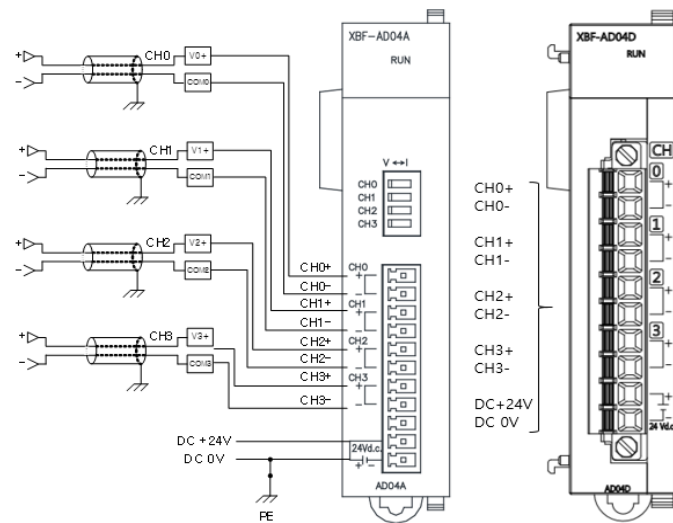 CH0 V0+
COM0
CH1 V1+
COM1
CH2 V2+
COM2
CH3 V3+
COM3
CH0+
CH0-
CH1+
CH1-
CH2+
CH2-
CH3+
CH3-
DC +24V
DC 0V
PE
XBF-AD04A
RUN
V ↔ I
CH0
CH1
CH2
CH3
CH0
+
-
CH1
+
-
CH2
+
-
CH3
+
-
24Vd.c.
+ -
AD04A
CH0+
CH0-
CH1+
CH1-
CH2+
CH2-
CH3+
CH3-
DC+24V
DC 0V
XBF-AD04D
RUN
CH
0
+
-
1
+
-
2
+
-
3
+
-
+
-
24 Vd.c.
AD04D
+
-
+
-
+
-
+
-